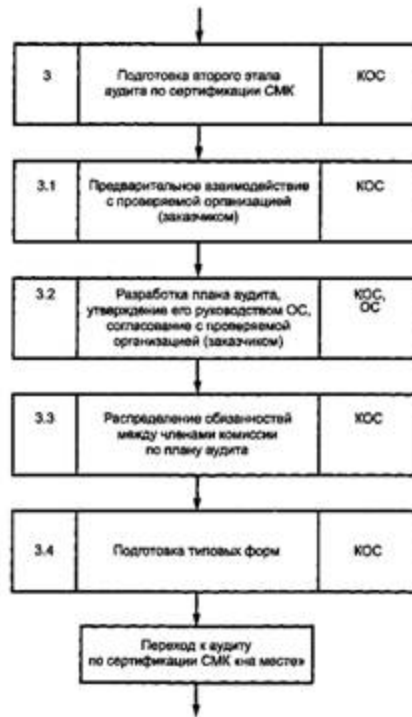 3
Подготовка второго этапа
аудита по сертификации СМК
КОС
3.1
Предварительное взаимодействие
с проверяемой организацией
(заказчиком)
КОС
3.2
Разработка плана аудита,
утверждение его руководством ОС,
согласование с проверяемой
организацией (заказчиком)
КОС,
ОС
3.3
Распределение обязанностей
между членами комиссии
по плану аудита
КОС
3.4
Подготовка типовых форм
КОС
Переход к аудиту
по сертификации СМК «на месте»